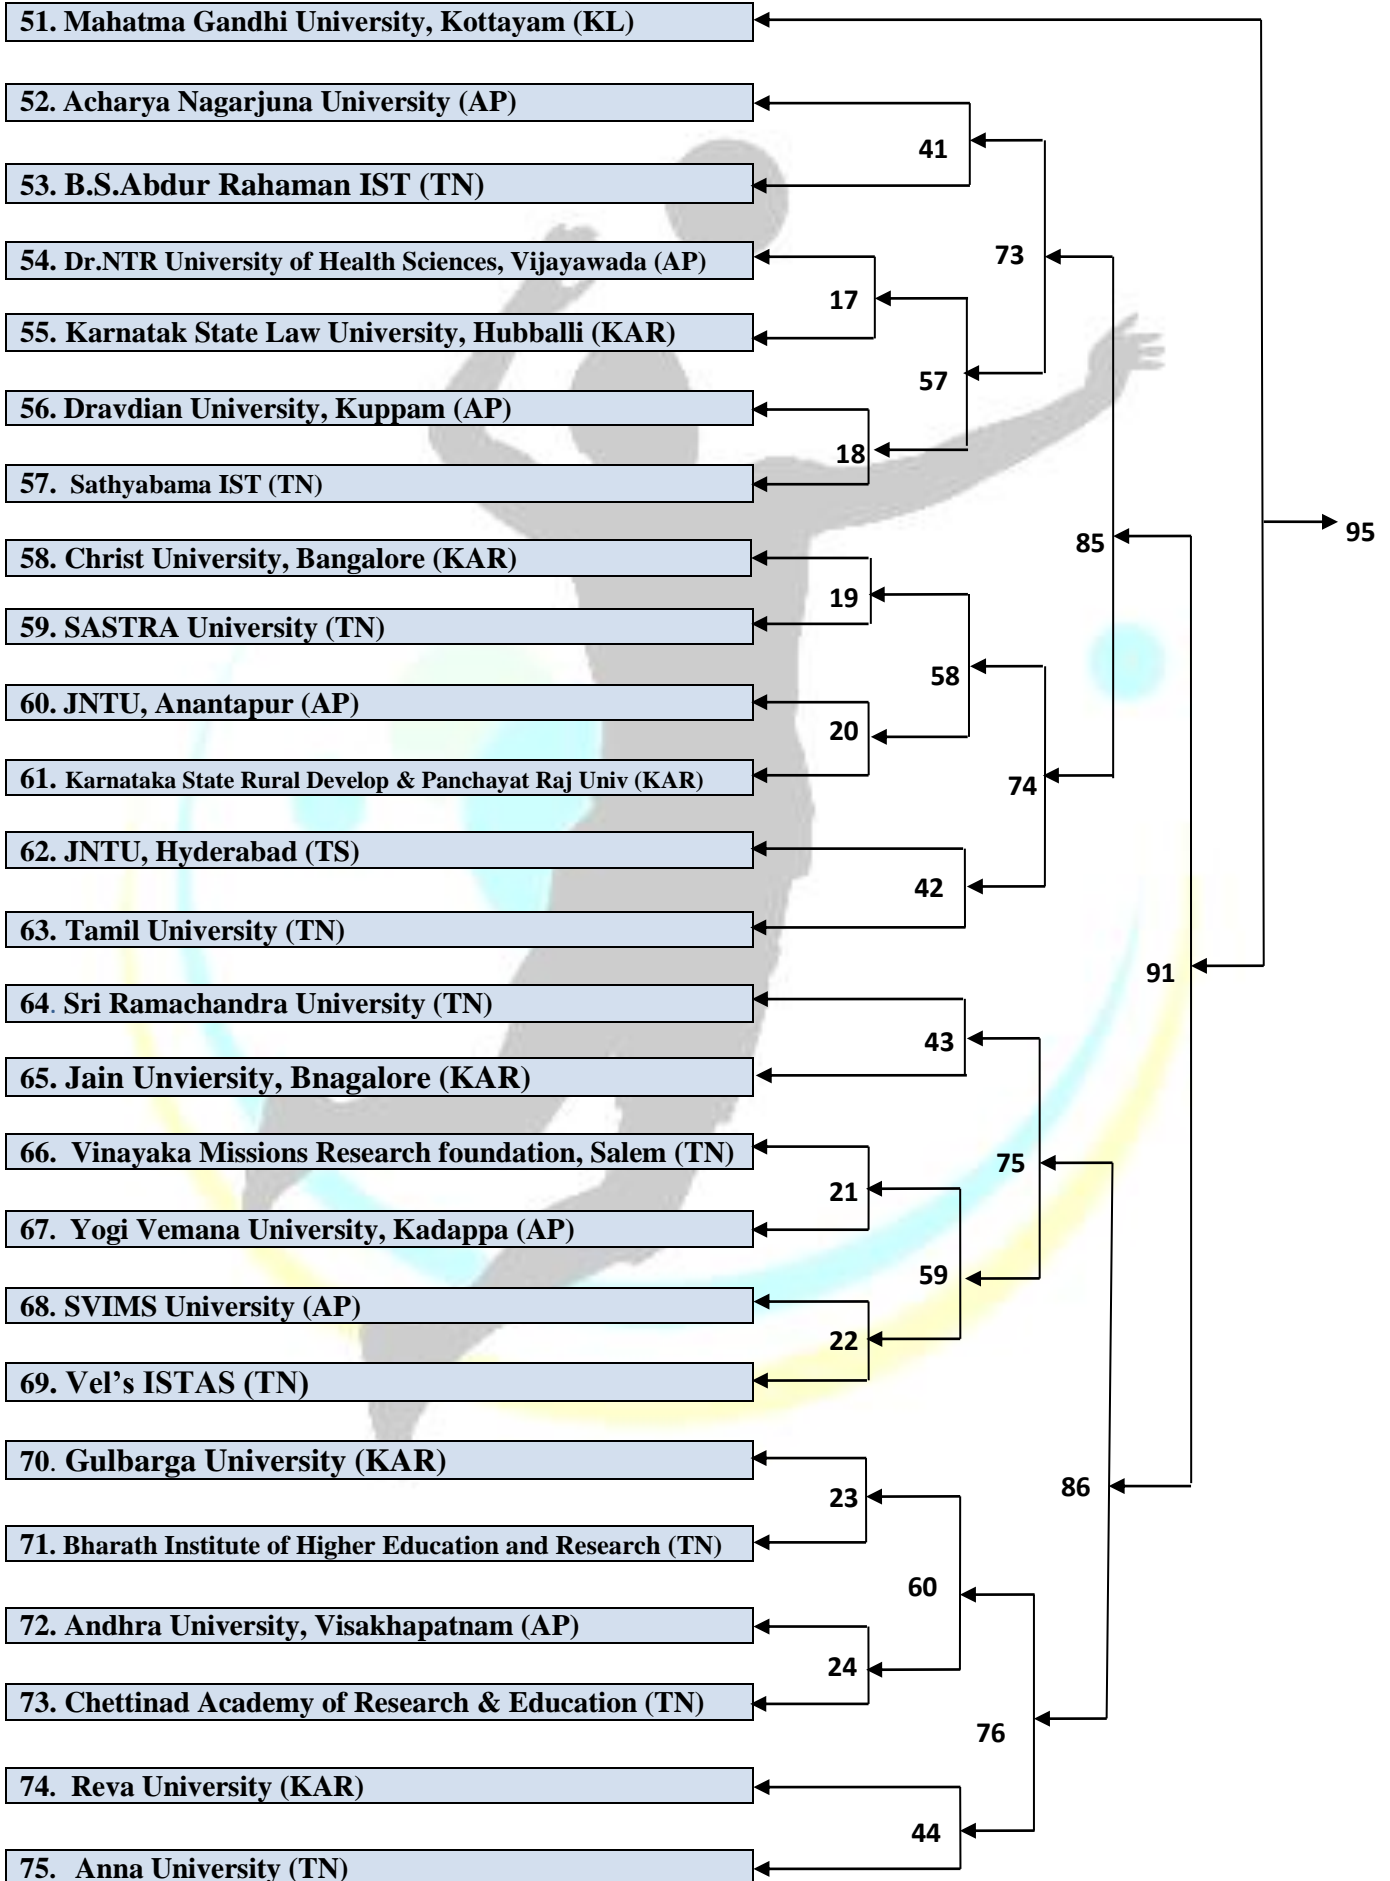 51. Mahatma Gandhi University, Kottayam (KL)
52. Acharya Nagarjuna University (AP)
41
53. B.S.Abdur Rahaman IST (TN)
54. Dr.NTR University of Health Sciences, Vijayawada (AP)
73
17
55. Karnatak State Law University, Hubballi (KAR)
57
56. Dravdian University, Kuppam (AP)
18
57. Sathyabama IST (TN)
95
85
58. Christ University, Bangalore (KAR)
19
59. SASTRA University (TN)
58
60. JNTU, Anantapur (AP)
20
61. Karnataka State Rural Develop & Panchayat Raj Univ (KAR)
74
62. JNTU, Hyderabad (TS)
42
63. Tamil University (TN)
91
64. Sri Ramachandra University (TN)
43
65. Jain Unviersity, Bnagalore (KAR)
66. Vinayaka Missions Research foundation, Salem (TN)
75
21
67. Yogi Vemana University, Kadappa (AP)
59
68. SVIMS University (AP)
22
69. Vel’s ISTAS (TN)
70. Gulbarga University (KAR)
86
23
71. Bharath Institute of Higher Education and Research (TN)
60
72. Andhra University, Visakhapatnam (AP)
24
73. Chettinad Academy of Research & Education (TN)
76
74. Reva University (KAR)
44
75. Anna University (TN)